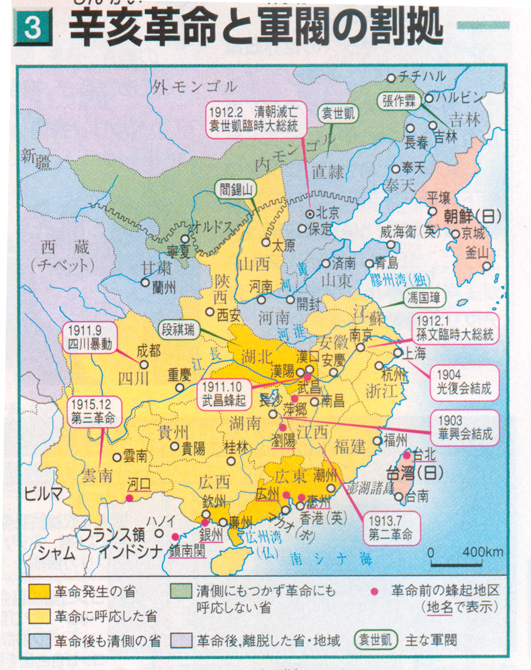 しんがい
3 辛亥革命と軍閥の割拠
外モンゴル
チチハル
張作霖
ハルビン
吉林
1912.2 清朝滅亡
袁世凱臨時大総統
袁世凱
長春
吉林
新疆
内モンゴル
直隷
奉天
奉天
閻錫山
北京
保定
平壌
朝鮮(日)
オルドス
太原
威海衛(英)
京城
西蔵
(チベット)
寧夏
山西
釜山
甘粛
蘭州
陝西
黄河
済南
青島
山東
膠州湾(独)
河南
開封
西安
河南
馮国璋
段祺瑞
淮河
江蘇
1912.1
孫文臨時大総統
1911.9
四川暴動
安徽
南京
成都
長江
湖北
漢口
漢陽
安慶
上海
四川
重慶
1911.10
武昌蜂起
武昌
杭州
浙江
1904
光復会結成
1915.12
第三革命
長沙
萍郷
南昌
湖南
1903
華興会結成
貴州
貴陽
瀏陽
江西
福建
福州
雲南
雲南
桂林
台北
台湾(日)
広西
広東
潮州
澎湖諸島
台南
ビルマ
河口
広州
恵州
欽州
香港(英)
ハノイ
廉州
マカオ(ポ)
1913.7
第二革命
フランス領
インドシナ
欽州
広州湾
(仏)
シャム
鎮南関
南シナ海
0 400km
革命発生の省
清側にもつかず革命にも
呼応しない省
革命前の蜂起地区
(地名で表示)
革命に呼応した省
革命後も清側の省
革命後,離脱した省・地域
袁世凱 主な軍閥